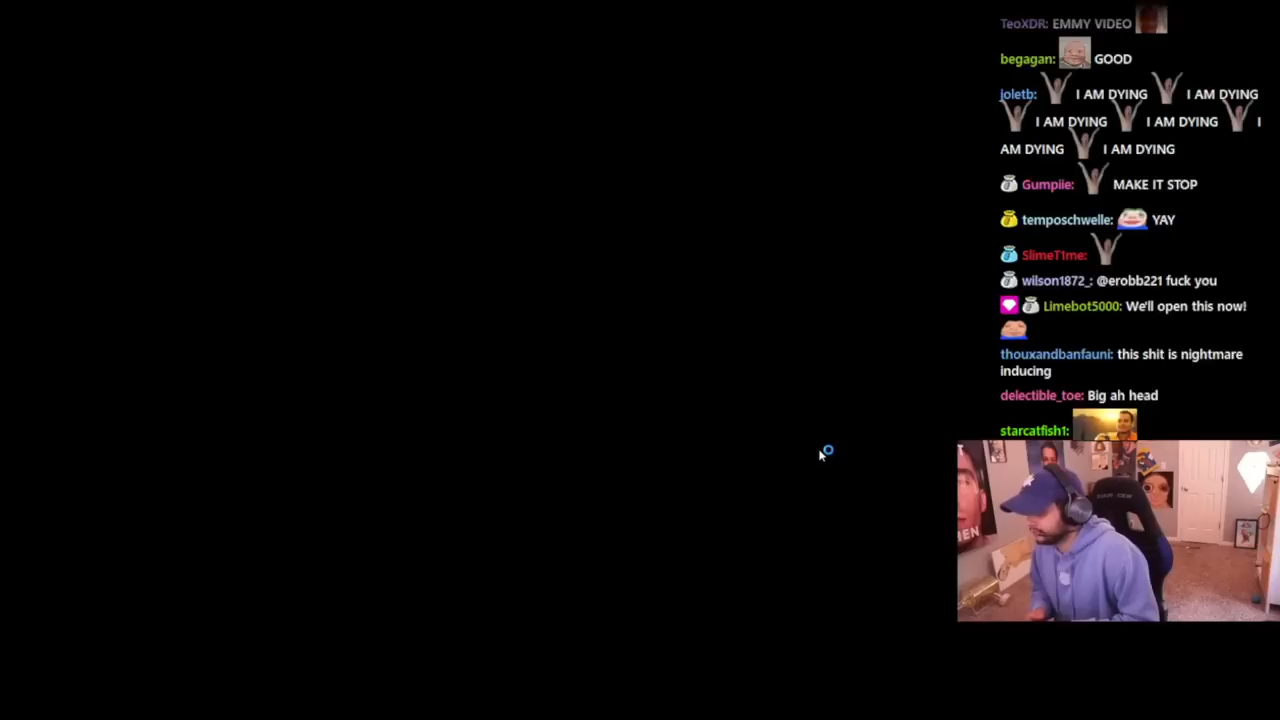 TeoXDR: EMMY VIDEO
begagan: GOOD
joletb: I AM DYING I AM DYING
I AM DYING I AM DYING I
AM DYING I AM DYING
Gumpiie: MAKE IT STOP
temposchwelle: YAY
SlimeT1me:
wilson1872_: @erobb221 fuck you
Limebot5000: We'll open this now!
thouxandbanfauni: this shit is nightmare
inducing
delectible_toe: Big ah head
starcatfish1: